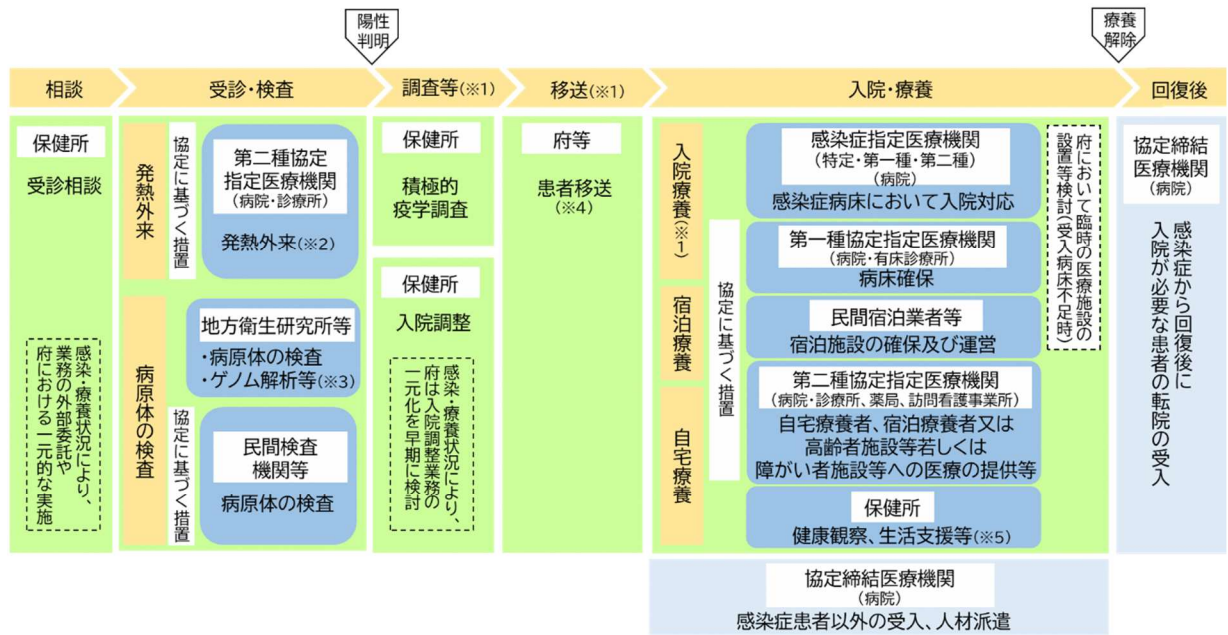 陽性
判明
療養
解除
相談
受診・検査
調査等(※1)
移送(※1)
入院・療養
回復後
保健所
受診相談
感染・療養状況により、
業務の外部委託や
府における一元的な実施
発熱外来
協定に基づく措置
第二種協定
指定医療機関
(病院・診療所)
発熱外来(※2)
病原体の検査
地方衛生研究所等
・病原体の検査
・ゲノム解析等(※3)
協定に基づく措置
民間検査
機関等
病原体の検査
保健所
積極的
疫学調査
保健所
入院調整
感染・療養状況により、
府は入院調整業務の
一元化を早期に検討
府等
患者移送
(※4)
入院療養(※1)
宿泊療養
自宅療養
協定に基づく措置
感染症指定医療機関
(特定・第一種・第二種)
(病院)
感染症病床において入院対応
第一種協定指定医療機関
(病院・有床診療所)
病床確保
民間宿泊業者等
宿泊施設の確保及び運営
第二種協定指定医療機関
(病院・診療所、薬局、訪問看護事業所)
自宅療養者、宿泊療養者又は
高齢者施設等若しくは
障がい者施設等への医療の提供等
保健所
健康観察、生活支援等(※5)
府において臨時の医療施設の
設置等検討(受入病床不足時)
協定締結
医療機関
(病院)
感染症から回復後に
入院が必要な患者の転院の受入
協定締結医療機関
(病院)
感染症患者以外の受入、人材派遣